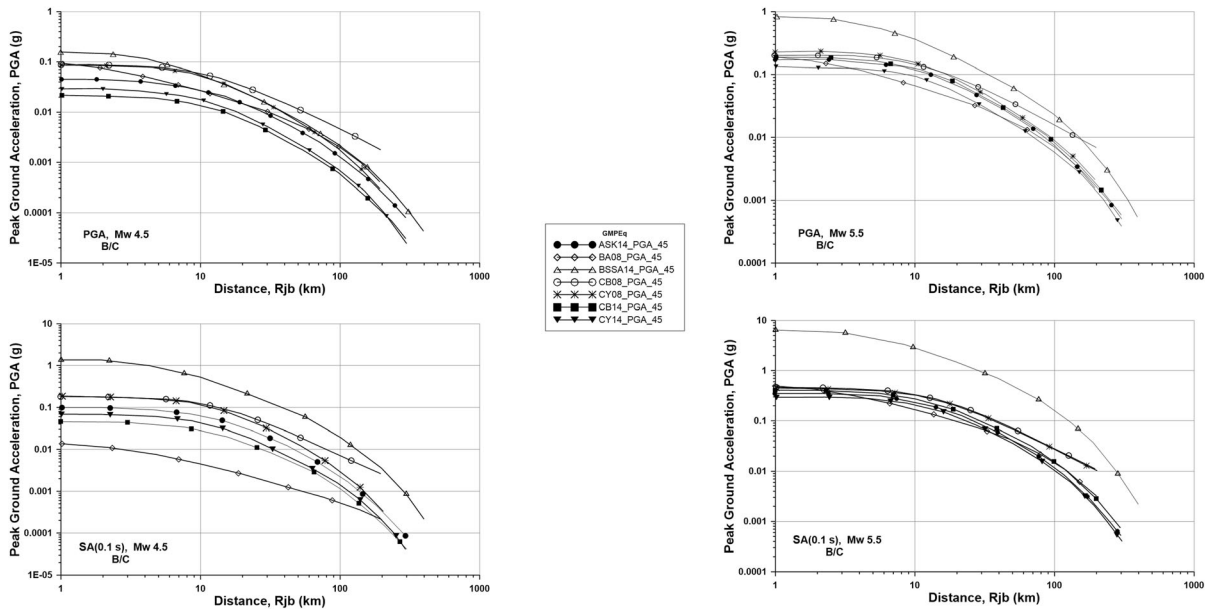 Peak Ground Acceleration, PGA (g)
1
0.1
0.01
0.001
0.0001
1E-05
PGA, Mw 4.5
B/C
1 10 100 1000
Distance, Rjb (km)
Peak Ground Acceleration, PGA (g)
1
0.1
0.01
0.001
0.0001
PGA, Mw 5.5
B/C
1 10 100 1000
Distance, Rjb (km)
GMPEq
ASK14_PGA_45
BA08_PGA_45
BSSA14_PGA_45
CB08_PGA_45
CY08_PGA_45
CB14_PGA_45
CY14_PGA_45
Peak Ground Acceleration, PGA (g)
10
1
0.1
0.01
0.001
0.0001
1E-05
SA(0.1 s), Mw 4.5
B/C
1 10 100 1000
Distance, Rjb (km)
Peak Ground Acceleration, PGA (g)
10
1
0.1
0.01
0.001
0.0001
SA(0.1 s), Mw 5.5
B/C
1 10 100 1000
Distance, Rjb (km)